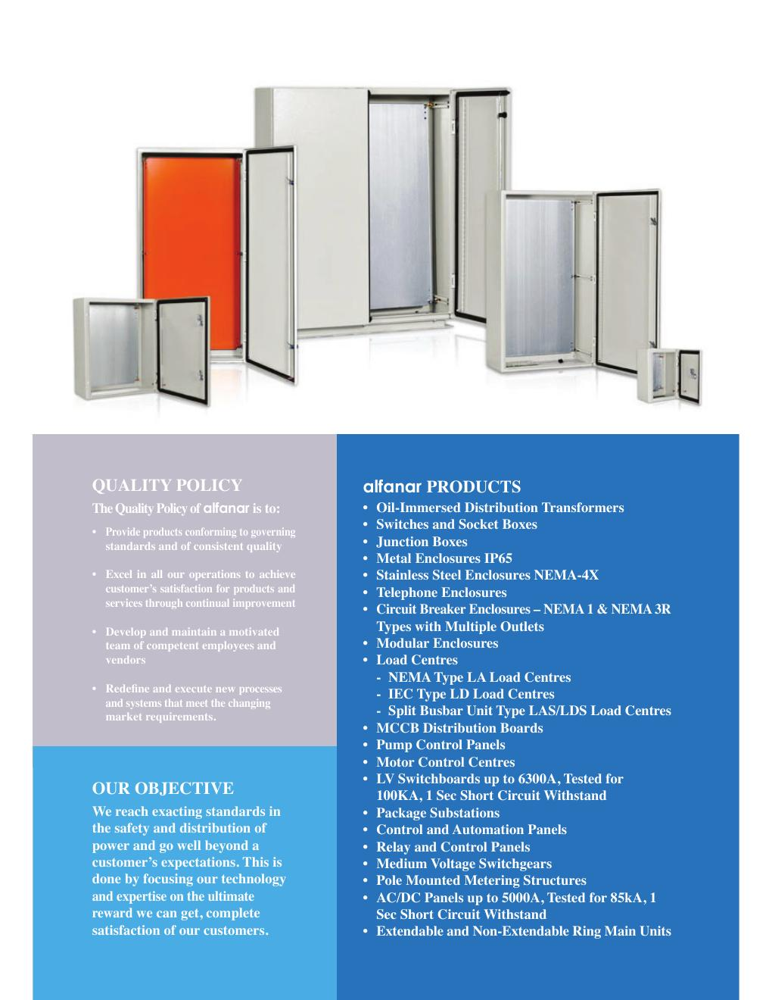 QUALITY POLICY
The Quality Policy of alfanar is to:
• Provide products conforming to governing
standards and of consistent quality
• Excel in all our operations to achieve
customer’s satisfaction for products and
services through continual improvement
• Develop and maintain a motivated
team of competent employees and
vendors
• Redefine and execute new processes
and systems that meet the changing
market requirements.
OUR OBJECTIVE
We reach exacting standards in
the safety and distribution of
power and go well beyond a
customer’s expectations. This is
done by focusing our technology
and expertise on the ultimate
reward we can get, complete
satisfaction of our customers.
alfanar PRODUCTS
• Oil-Immersed Distribution Transformers
• Switches and Socket Boxes
• Junction Boxes
• Metal Enclosures IP65
• Stainless Steel Enclosures NEMA-4X
• Telephone Enclosures
• Circuit Breaker Enclosures – NEMA 1 & NEMA 3R
Types with Multiple Outlets
• Modular Enclosures
• Load Centres
- NEMA Type LA Load Centres
- IEC Type LD Load Centres
- Split Busbar Unit Type LAS/LDS Load Centres
• MCCB Distribution Boards
• Pump Control Panels
• Motor Control Centres
• LV Switchboards up to 6300A, Tested for
100KA, 1 Sec Short Circuit Withstand
• Package Substations
• Control and Automation Panels
• Relay and Control Panels
• Medium Voltage Switchgears
• Pole Mounted Metering Structures
• AC/DC Panels up to 5000A, Tested for 85kA, 1
Sec Short Circuit Withstand
• Extendable and Non-Extendable Ring Main Units